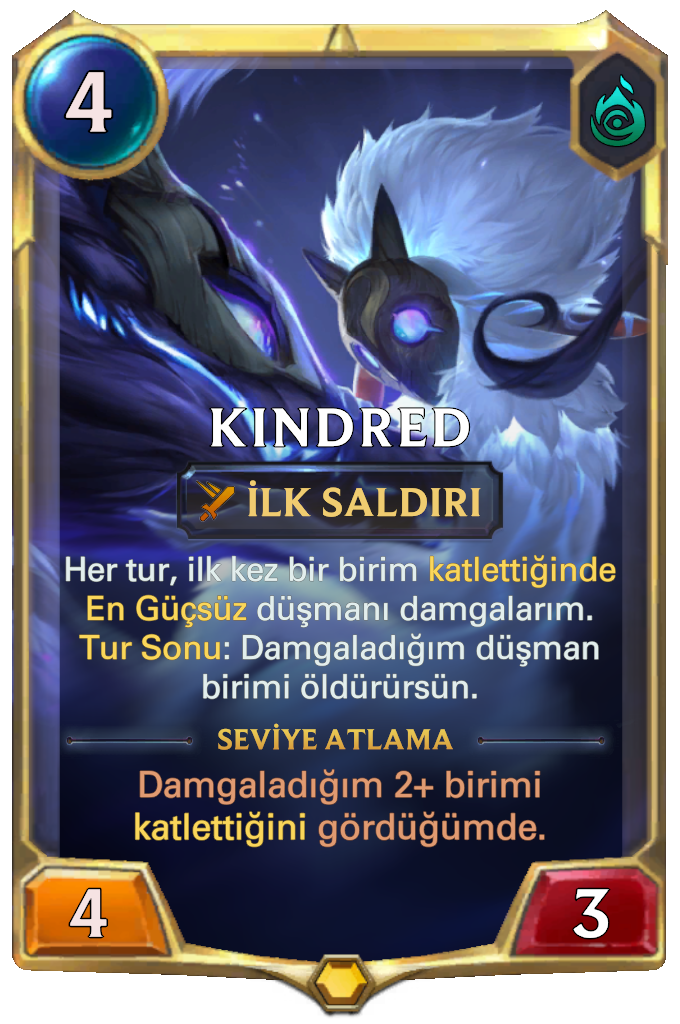 4
KINDRED
İLK SALDIRI
Her tur, ilk kez bir birim katlettiğinde
En Güçsüz düşmanı damgalarım.
Tur Sonu: Damgaladığım düşman
birimi öldürürsün.
SEVİYE ATLAMA
Damgaladığım 2+ birimi
katlettiğini gördüğümde.
4
3